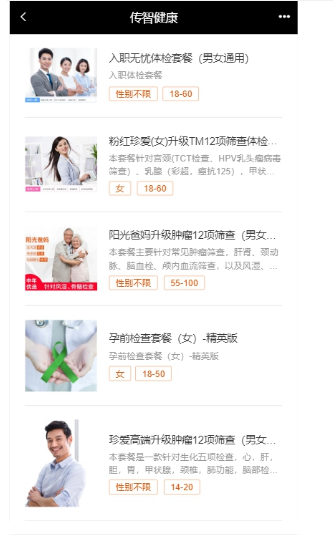 传智健康
入职无忧体检套餐（男女通用）
入职体检套餐
性别不限 18-60
粉红珍爱(女)升级TM12项筛查体检...
本套餐针对宫颈(TCT检查、HPV乳头瘤病毒
筛查）、乳腺（彩超，癌抗125），甲状...
女 18-60
阳光爸妈
针对风湿、骨骼检查
阳光爸妈升级肿瘤12项筛查（男女...
本套餐主要针对常见肿瘤筛查，肝肾、颈动
脉、脑血栓、颅内血流筛查，以及风湿、...
性别不限 55-100
孕前检查套餐（女）-精英版
孕前检查套餐（女）-精英版
女 18-50
珍爱高端升级肿瘤12项筛查（男女...
本套餐是一款针对生化五项检查，心，肝，
胆，胃，甲状腺，颈椎，肺功能，脑部检...
性别不限 14-20